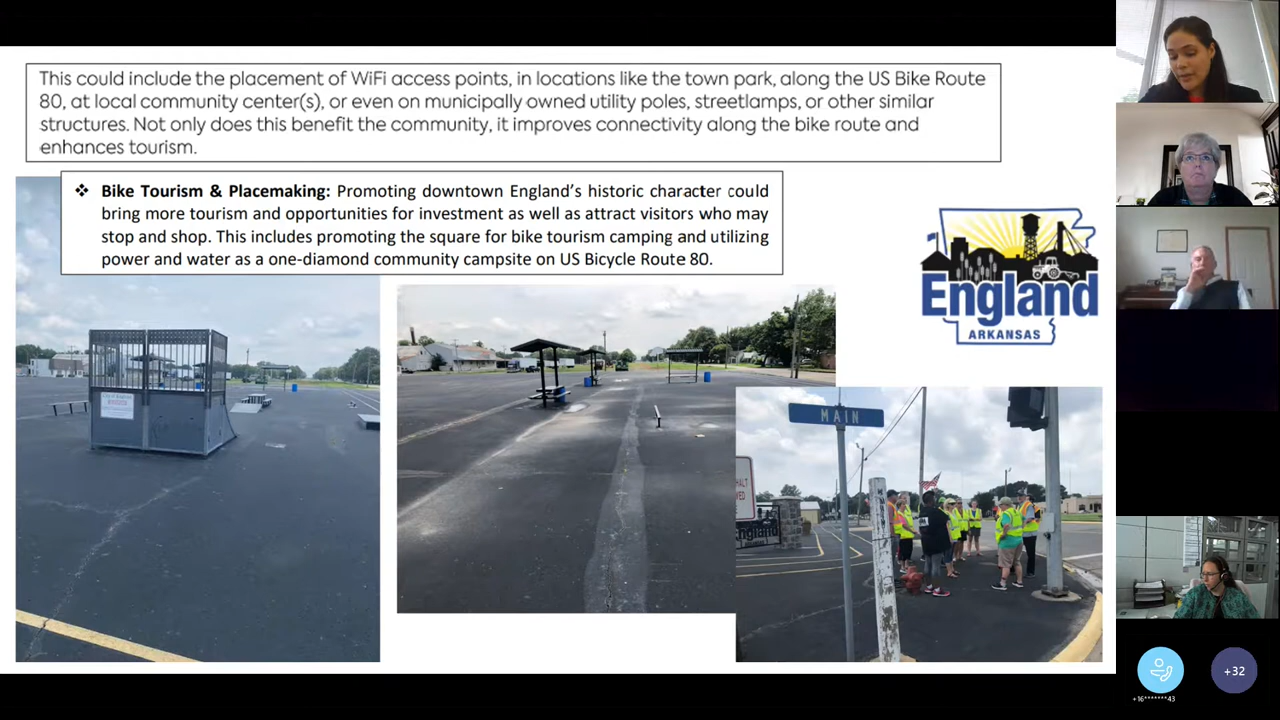 This could include the placement of WiFi access points, in locations like the town park, along the US Bike Route
80, at local community center(s), or even on municipally owned utility poles, streetlamps, or other similar
structures. Not only does this benefit the community, it improves connectivity along the bike route and
enhances tourism.
❖ Bike Tourism & Placemaking: Promoting downtown England's historic character could
bring more tourism and opportunities for investment as well as attract visitors who may
stop and shop. This includes promoting the square for bike tourism camping and utilizing
power and water as a one-diamond community campsite on US Bicycle Route 80.
England
ARKANSAS
MAIN
England
+16*******43
+32